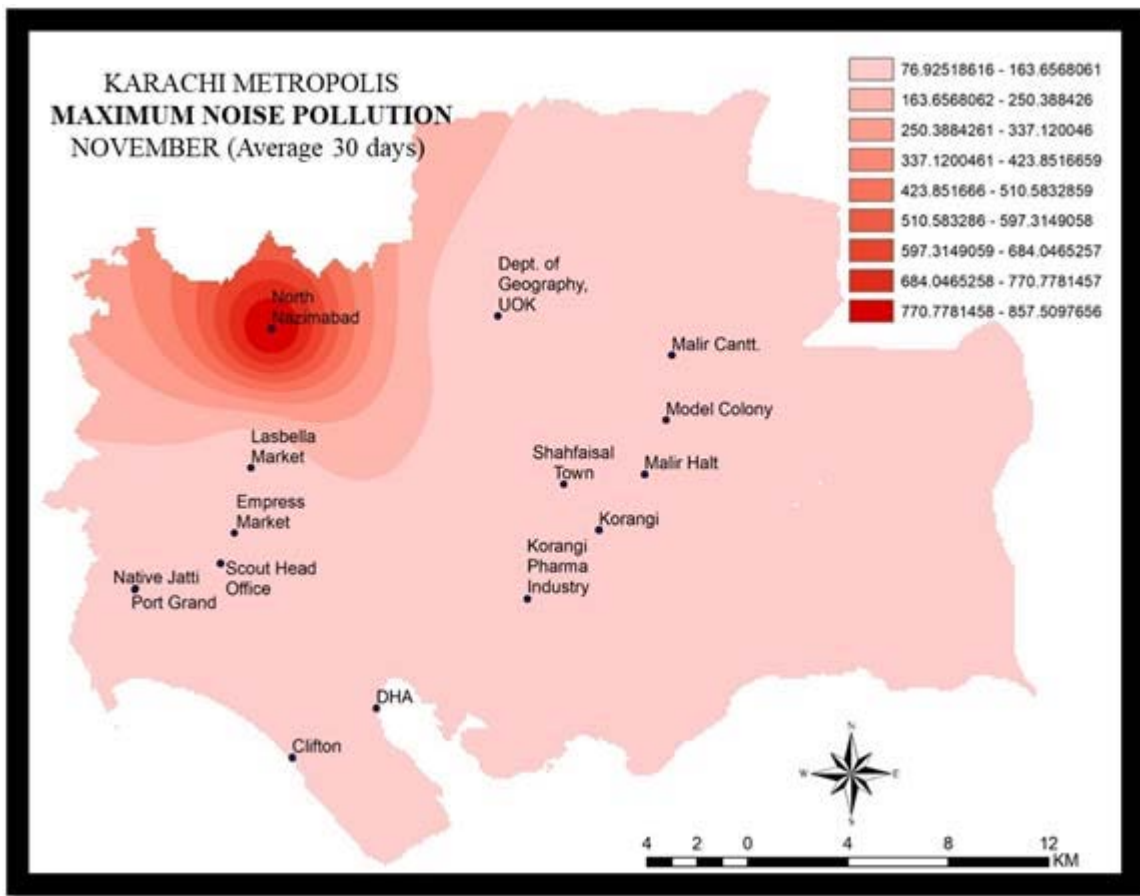 KARACHI METROPOLIS
MAXIMUM NOISE POLLUTION
NOVEMBER (Average 30 days)
76.92518616 - 163.6568061
163.6568062 - 250.388426
250.3884261 - 337.120046
337.1200461 - 423.8516659
423.851666 - 510.5832859
510.583286 - 597.3149058
597.3149059 - 684.0465257
684.0465258 - 770.7781457
770.7781458 - 857.5097656
North
Nazimabad
Dept. of
Geography,
UOK
Malir Cantt.
Model Colony
Lasbella
Market
Shahfaisal
Town
Malir Halt
Empress
Market
Korangi
Korangi
Pharma
Industry
Scout Head
Office
Native Jatti
Port Grand
DHA
Clifton
N
W
E
S
4 2 0 4 8 12
KM